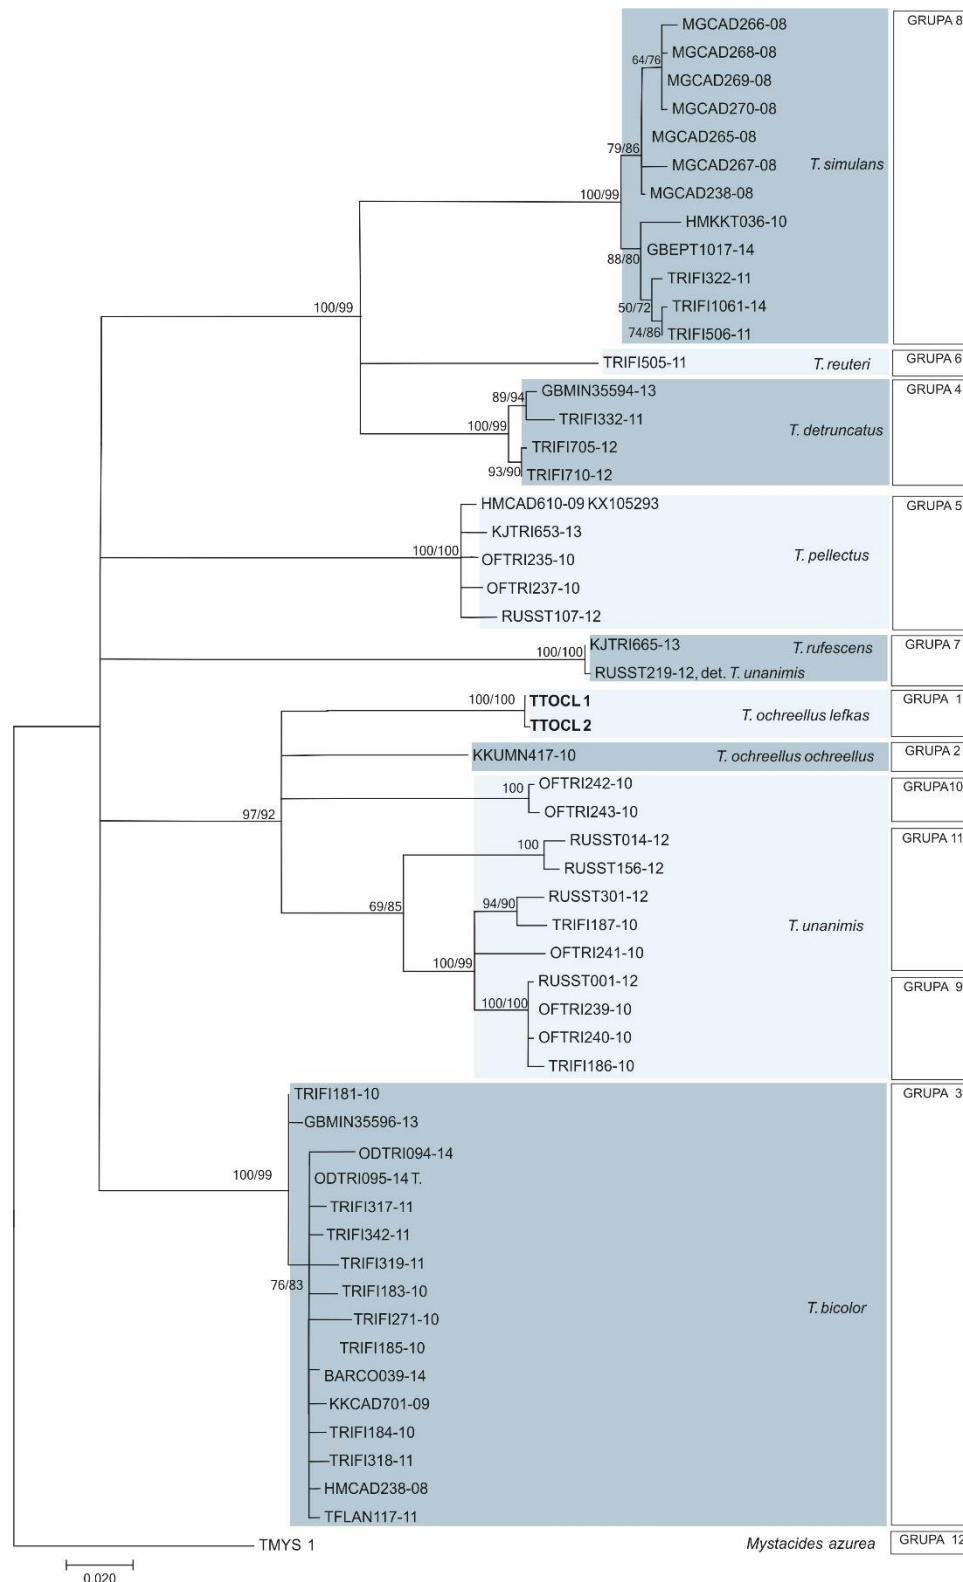 GRUPA 8
MGCAD266-08
MGCAD268-08
64/76
MGCAD269-08
MGCAD270-08
MGCAD265-08
79/86
MGCAD267-08 T. simulans
MGCAD238-08
100/99
HMKKT036-10
GBEPT1017-14
88/80
TRIFI322-11
100/99
50/72 TRIFI1061-14
74/86 TRIFI506-11
TRIFI505-11 T. reuteri GRUPA 6
GBMIN35594-13 GRUPA 4
89/94
TRIFI332-11
100/99 T. detruncatus
TRIFI705-12
93/90 TRIFI710-12
HMCAD610-09 KX105293 GRUPA 5
KJTRI653-13
100/100 OFTRI235-10 T. pellectus
OFTRI237-10
RUSST107-12
100/100 KJTRI665-13 T. rufescens GRUPA 7
RUSST219-12, det. T. unanimis
100/100 TTOCL 1 GRUPA 1
T. ochreellus lefkas
TTOCL 2
KKUMN417-10 T. ochreellus ochreellus GRUPA 2
100 OFTRI242-10 GRUPA10
97/92 OFTRI243-10
100 RUSST014-12 GRUPA 11
RUSST156-12
69/85 94/90 RUSST301-12
TRIFI187-10 T. unanimis
100/99 OFTRI241-10
RUSST001-12 GRUPA 9
100/100 OFTRI239-10
OFTRI240-10
TRIFI186-10
TRIFI181-10 GRUPA 3
GBMIN35596-13
ODTRI094-14
100/99 ODTRI095-14 T.
TRIFI317-11
TRIFI342-11
TRIFI319-11
76/83 TRIFI183-10
T. bicolor
TRIFI271-10
TRIFI185-10
BARCO039-14
KKCAD701-09
TRIFI184-10
TRIFI318-11
HMCAD238-08
TFLAN117-11
TMYS 1 Mystacides azurea GRUPA 12
0.020